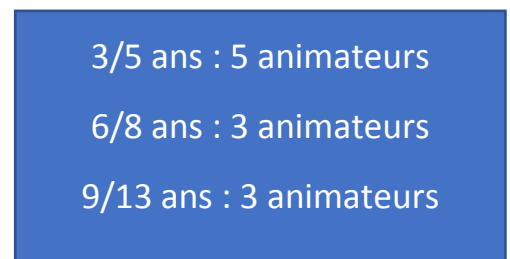 3/5 ans : 5 animateurs
6/8 ans : 3 animateurs
9/13 ans : 3 animateurs